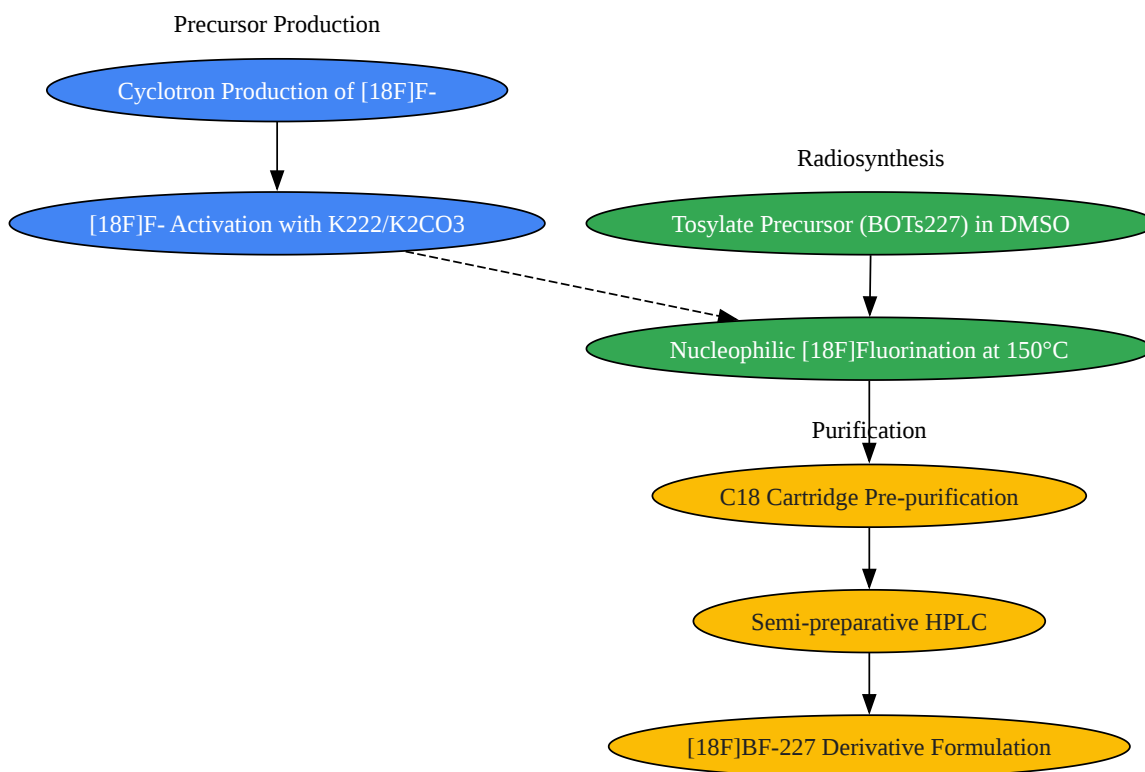 Precursor Production
Cyclotron Production of [18F]F-
[18F]F- Activation with K222/K2CO3
Radiosynthesis
Tosylate Precursor (BOTs227) in DMSO
Nucleophilic [18F]Fluorination at 150°C
Purification
C18 Cartridge Pre-purification
Semi-preparative HPLC
[18F]BF-227 Derivative Formulation